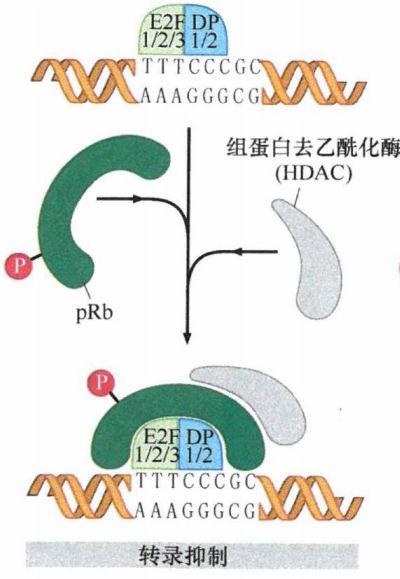 E2F DP
1/2/3 1/2
TTTCCCGC
AAAGGGCG
组蛋白去乙酰化酶
(HDAC)
P
pRb
P
E2F DP
1/2/3 1/2
TTTCCCGC
AAAGGGCG
转录抑制